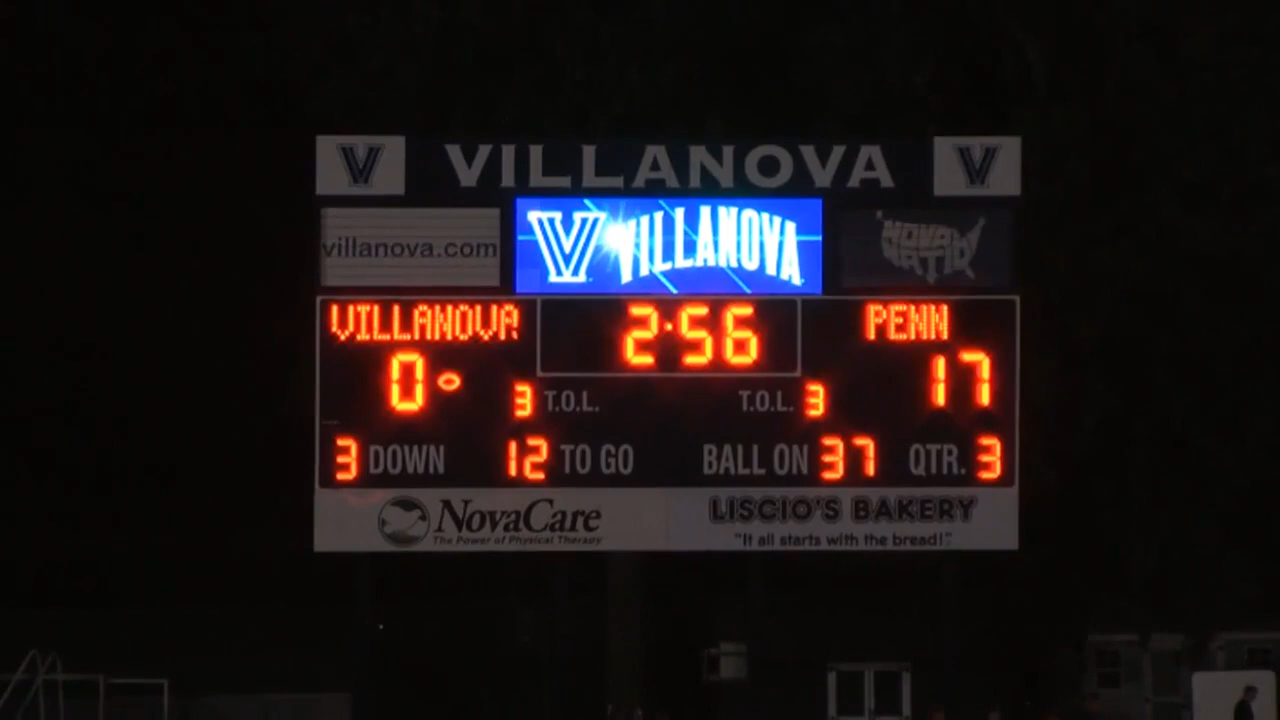 V VILLANOVA V
villanova.com
V VILLANOVA
NOVA NATION
VILLANOVA 2:56 PENN
0 17
3 T.O.L. T.O.L. 3
3 DOWN 12 TO GO BALL ON 37 QTR. 3
NovaCare
The Power of Physical Therapy
LISCIO'S BAKERY
"It all starts with the bread!"